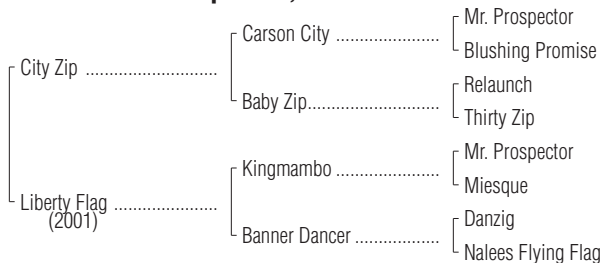 Mr. Prospector
Carson City ....................
Blushing Promise
City Zip .........................
Relaunch
Baby Zip.........................
Thirty Zip
Mr. Prospector
Kingmambo ....................
Miesque
Liberty Flag ....................
(2001)
Danzig
Banner Dancer ................
Nalees Flying Flag